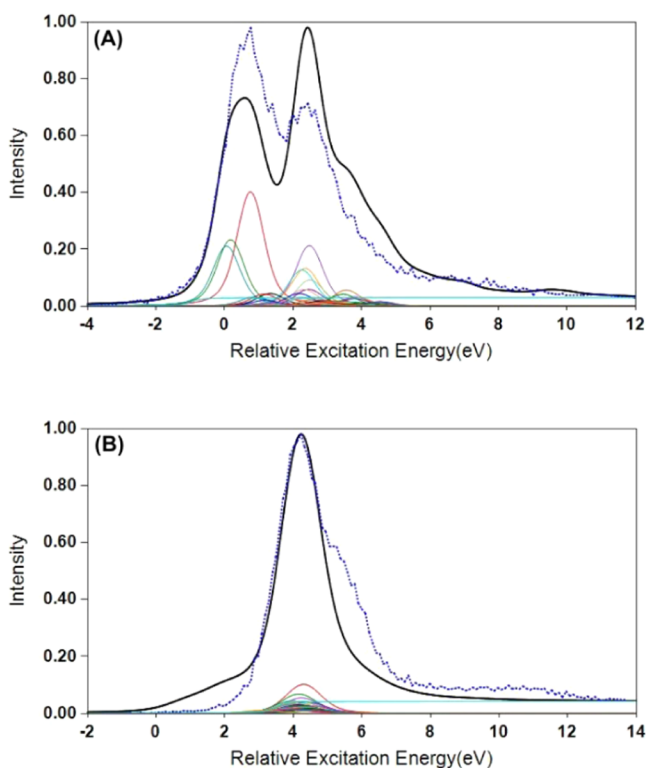 (A)
1.00
0.80
0.60
0.40
0.20
0.00
Intensity
-4 -2 0 2 4 6 8 10 12
Relative Excitation Energy(eV)
(B)
1.00
0.80
0.60
0.40
0.20
0.00
Intensity
-2 0 2 4 6 8 10 12 14
Relative Excitation Energy(eV)